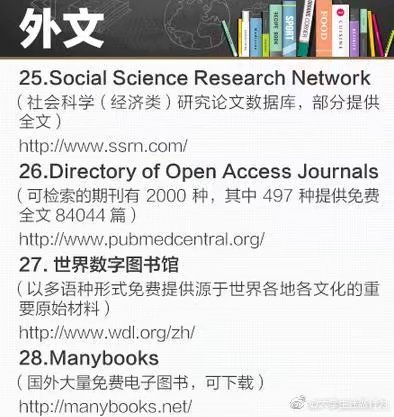 外文
SPORT
FOOD
25.Social Science Research Network
（社会科学（经济类）研究论文数据库，部分提供
全文）
http://www.ssrn.com/
26.Directory of Open Access Journals
（可检索的期刊有 2000 种，其中 497 种提供免费
全文 84044 篇）
http://www.pubmedcentral.org/
27. 世界数字图书馆
（以多语种形式免费提供源于世界各地各文化的重
要原始材料）
http://www.wdl.org/zh/
28.Manybooks
（国外大量免费电子图书，可下载）
http://manybooks.net/